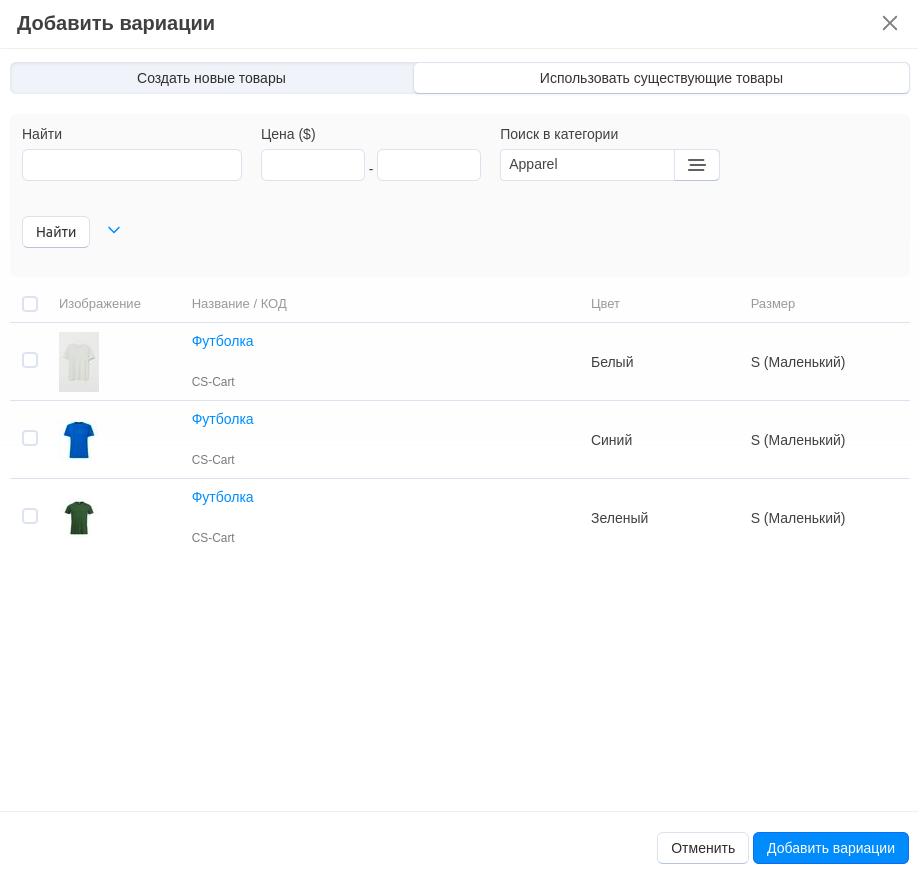 Добавить вариации
Создать новые товары
Использовать существующие товары
Найти
Цена ($)
Поиск в категории
-
Apparel
Найти
Изображение
Название / КОД
Цвет
Размер
Футболка
CS-Cart
Белый
S (Маленький)
Футболка
CS-Cart
Синий
S (Маленький)
Футболка
CS-Cart
Зеленый
S (Маленький)
Отменить
Добавить вариации